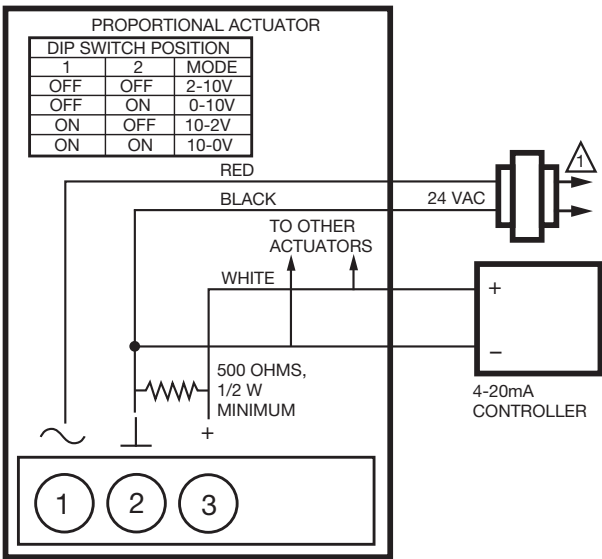 PROPORTIONAL ACTUATOR
DIP SWITCH POSITION
1 2 MODE
OFF OFF 2-10V
OFF ON 0-10V
ON OFF 10-2V
ON ON 10-0V
RED
1
BLACK
24 VAC
TO OTHER
ACTUATORS
WHITE
+
−
500 OHMS,
1/2 W
MINIMUM
+
4-20mA
CONTROLLER
1 2 3